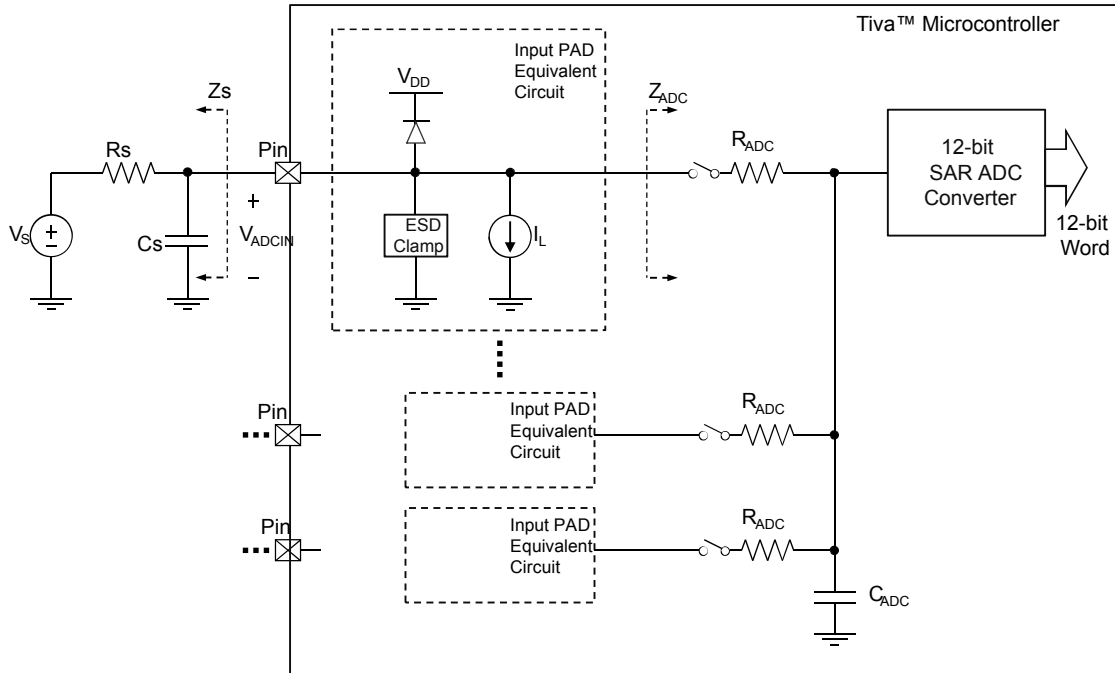 Tiva™ Microcontroller
Input PAD
Equivalent
Circuit
VDD
Zs
ZADC
Rs
Pin
RADC
12-bit
SAR ADC
Converter
VS
+
−
Cs
+
VADCIN
−
ESD
Clamp
IL
12-bit
Word
Pin
Input PAD
Equivalent
Circuit
RADC
Pin
Input PAD
Equivalent
Circuit
RADC
CADC